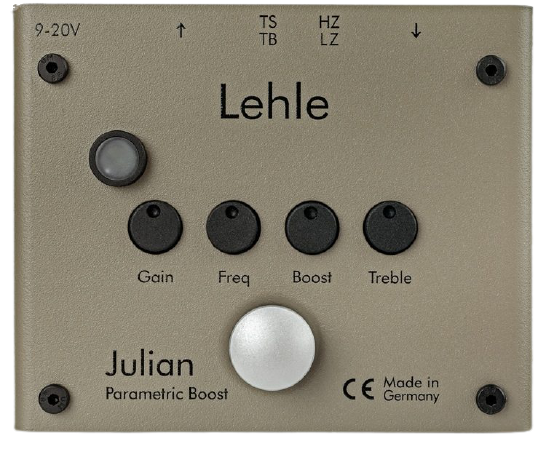 9-20V ↑ TS HZ ↓
TB LZ
Lehle
Gain Freq Boost Treble
Julian
Parametric Boost
CE Made in
Germany